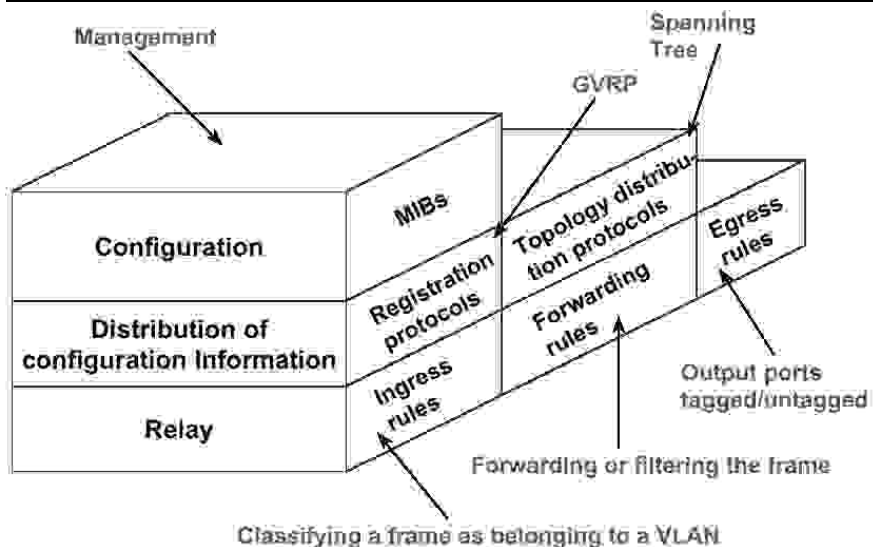 Management
Spanning
Tree
GVRP
MIBs
Configuration
Topology distribu-
tion protocols
Egress
rules
Registration
protocols
Distribution of
configuration Information
Forwarding
rules
Ingress
rules
Relay
Output ports
tagged/untagged
Forwarding or filtering the frame
Classifying a frame as belonging to a VLAN